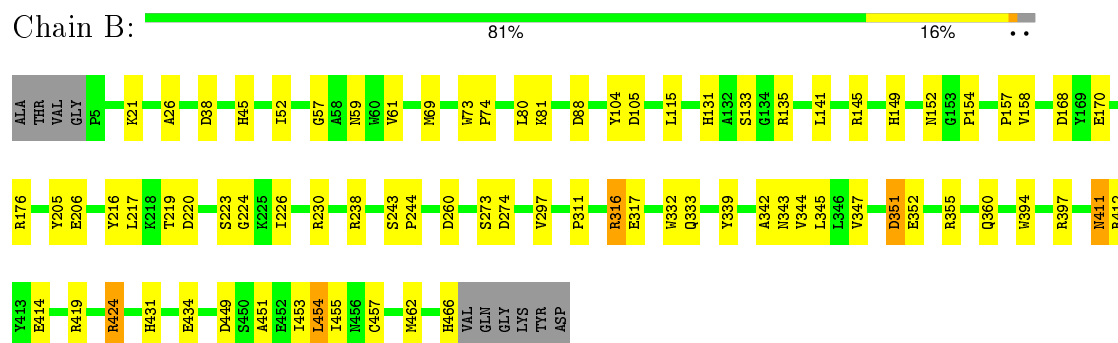 Chain B:
81% 16% • •
ALA THR VAL GLY P5 K21 A26 D38 H45 I52 G57 A58 N59 W60 V61 M69 W73 P74 L80 K81 D88 Y104 D105 L115 H131 A132 S133 G134 R135 L141 R145 H149 N152 G153 P154 P157 V158 D168 Y169 E170
R176 Y205 E206 Y216 L217 K218 T219 D220 S223 G224 K225 I226 R230 R238 S243 P244 D260 S273 D274 V297 P311 R316 E317 W332 Q333 Y339 A342 N343 V344 L345 L346 V347 D351 E352 R355 Q360 W394 R397 N411
Y413 E414 R419 R424 H431 E434 D449 S450 A451 E452 I453 L454 I455 N456 C457 M462 H466 VAL GLN GLY LYS TYR ASP